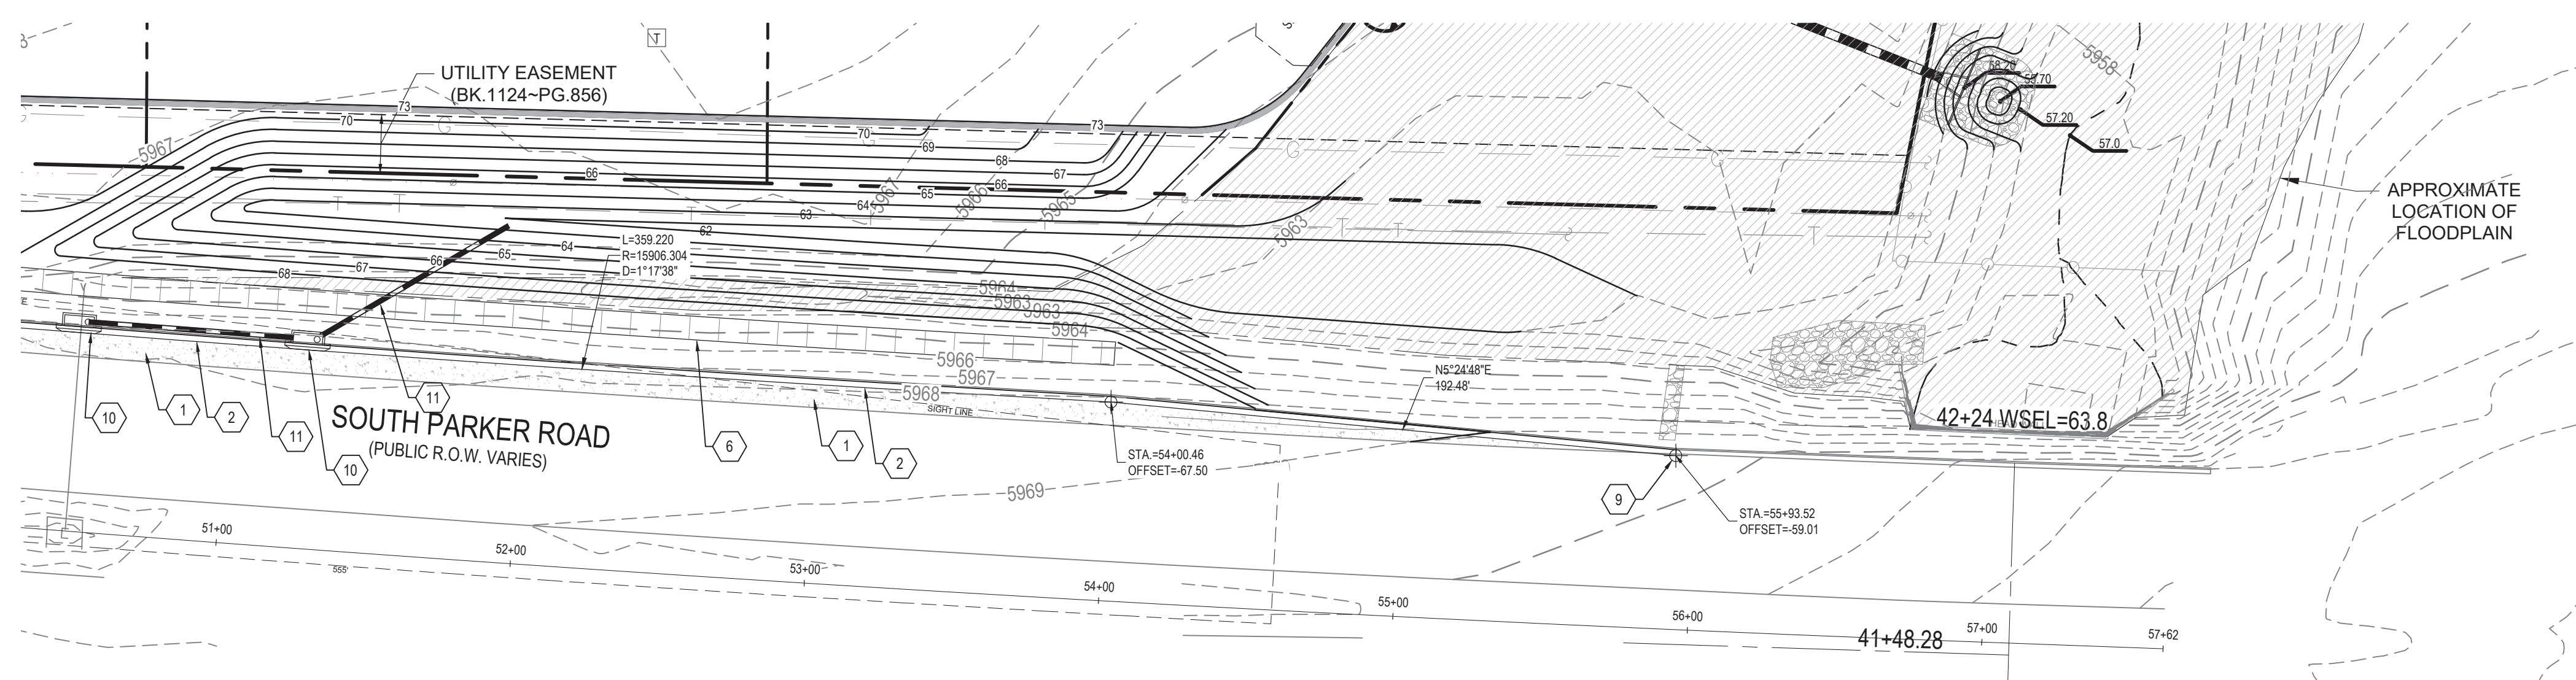 UTILITY EASEMENT
(BK.1124~PG.856)
T
5958
58.20
55.70
57.20
57.0
73
70
70
73
69
68
67
66
66
65
64
63
62
5967
5967
5966
5965
5963
G
G
G
G
T
T
T
T
T
T
T
APPROXIMATE
LOCATION OF
FLOODPLAIN
L=359.220
R=15906.304
D=1°17'38"
64
65
66
67
68
5964
5963
5963
5964
5966
5967
5968
SIGHT LINE
N5°24'48"E
192.48'
42+24 WSEL=63.8
10
1
2
11
10
11
6
1
2
9
SOUTH PARKER ROAD
(PUBLIC R.O.W. VARIES)
STA.=54+00.46
OFFSET=-67.50
5969
STA.=55+93.52
OFFSET=-59.01
51+00
52+00
53+00
54+00
55+00
56+00
57+00
57+62
555'
41+48.28